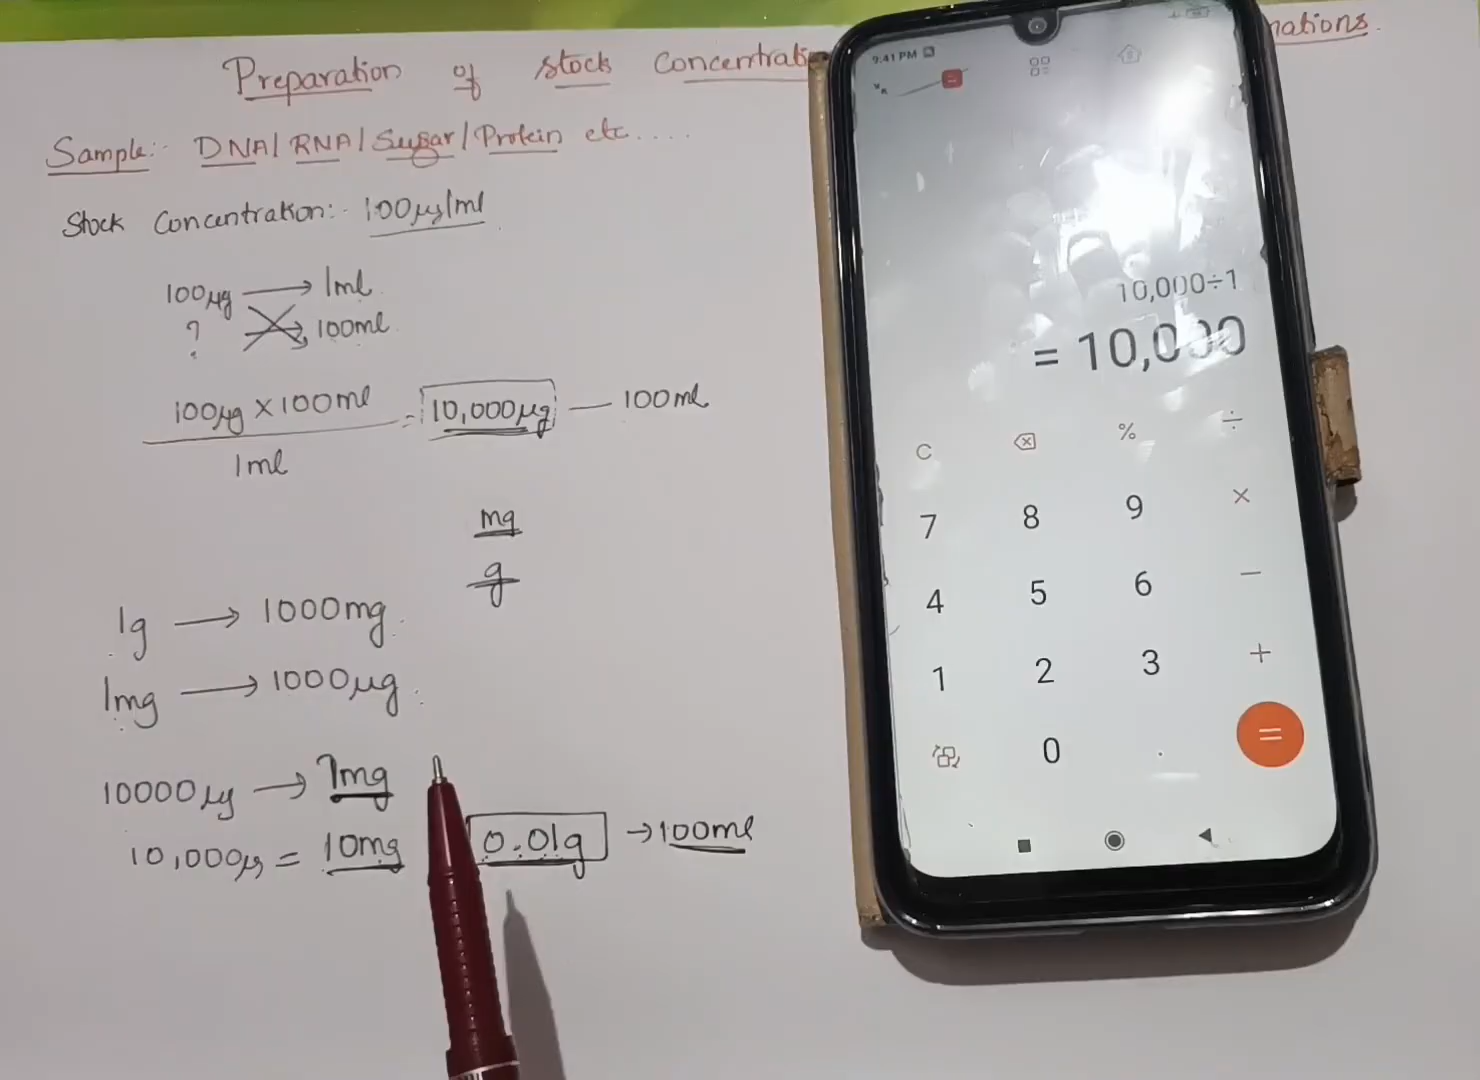 Preparation of stock Concentrati
nations.
Sample:- DNA/ RNA/ Sugar/ Protein etc....
Stock Concentration:- 100µg/ml
100µg → 1ml
? 100ml
100µg × 100ml = 10,000µg — 100ml
1ml
mg
g
1g → 1000mg.
1mg → 1000µg.
10000µg → ?mg
10,000µg = 10mg 0.01g → 100ml
9:41 PM
10,000÷1
= 10,000
C % ÷
7 8 9 ×
4 5 6 −
1 2 3 +
0 . =